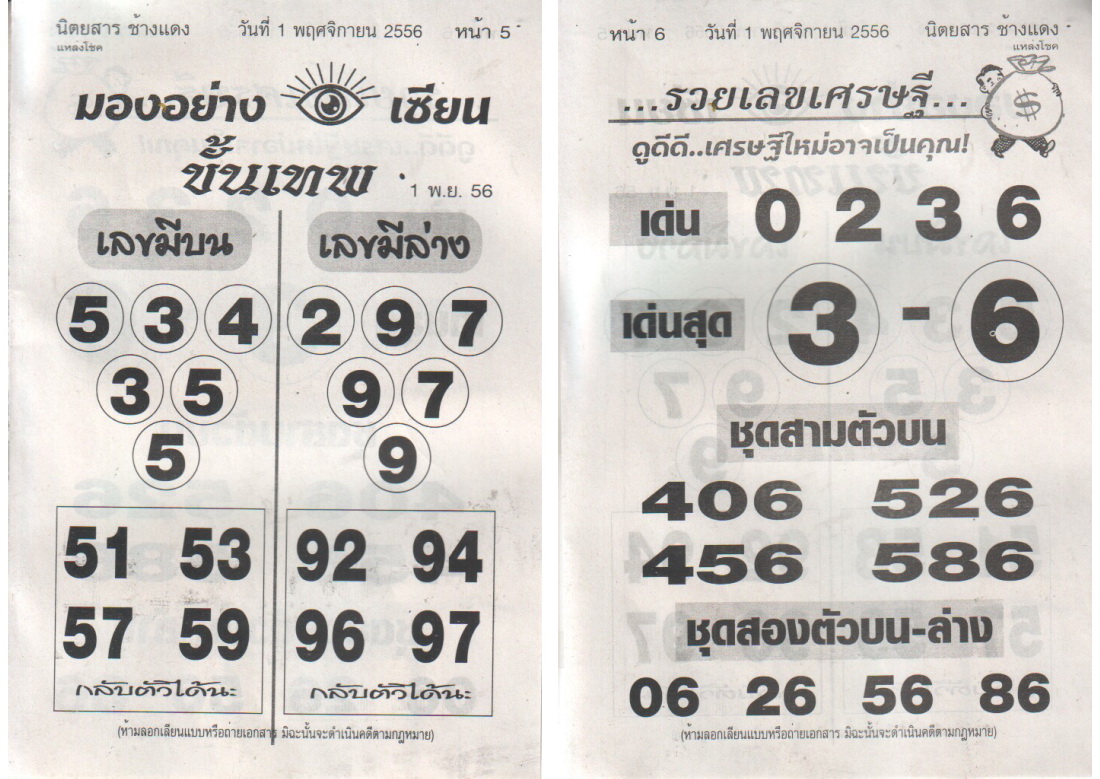 นิตยสาร ช้างแดง วันที่ 1 พฤศจิกายน 2556 หน้า 5
แหล่งโชค
มองอย่าง เซียน
ขั้นเทพ
1 พ.ย. 56
เลขมีบน เลขมีล่าง
5 3 4 2 9 7
3 5 9 7
5 9
51 53 92 94
57 59 96 97
กลับตัวได้นะ กลับตัวได้นะ
(ห้ามลอกเลียนแบบหรือถ่ายเอกสาร มิฉะนั้นจะดำเนินคดีตามกฎหมาย)
หน้า 6 วันที่ 1 พฤศจิกายน 2556 นิตยสาร ช้างแดง
แหล่งโชค
...รวยเลขเศรษฐี...
$
ดูดีดี..เศรษฐีใหม่อาจเป็นคุณ!
เด่น 0 2 3 6
เด่นสุด 3 - 6
ชุดสามตัวบน
406 526
456 586
ชุดสองตัวบน-ล่าง
06 26 56 86
(ห้ามลอกเลียนแบบหรือถ่ายเอกสาร มิฉะนั้นจะดำเนินคดีตามกฎหมาย)